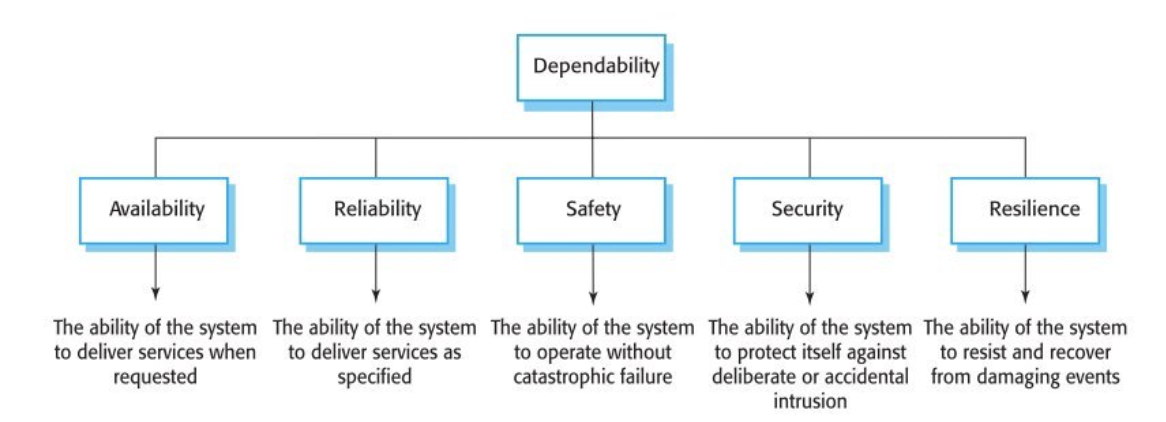 Dependability
Availability
Reliability
Safety
Security
Resilience
The ability of the system
to deliver services when
requested
The ability of the system
to deliver services as
specified
The ability of the system
to operate without
catastrophic failure
The ability of the system
to protect itself against
deliberate or accidental
intrusion
The ability of the system
to resist and recover
from damaging events